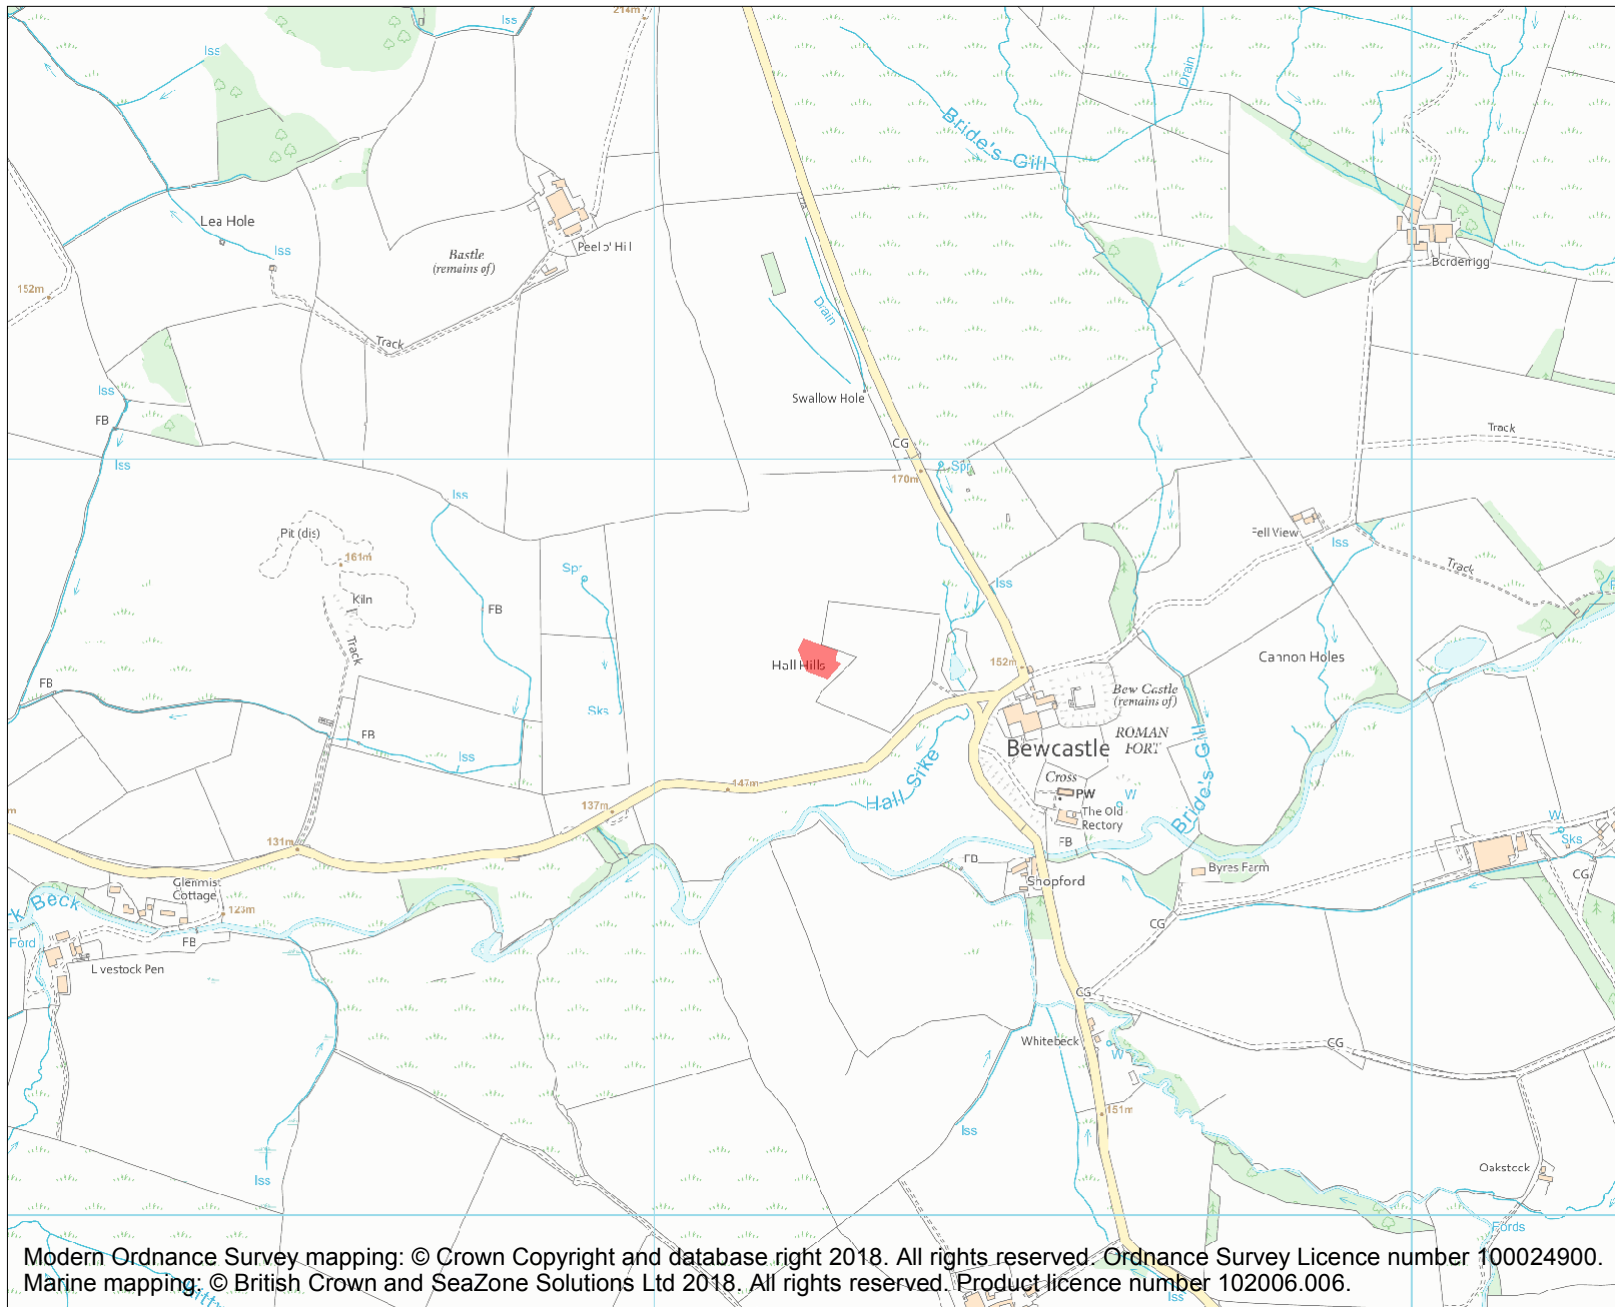 214m
Iss
Iss
Drain
Bride's Gill
Lea Hole
Iss
Bastle
(remains of)
Peel o' Hill
Borderrigg
152m
Drain
Track
Iss
Swallow Hole
FB
CG
Track
Iss
Spr
170m
Iss
Pit (dis)
161m
Fell View
Iss
Spr
Track
Kiln
FB
Iss
Track
Hall Hills
152m
Cannon Holes
FB
Bew Castle
(remains of)
Sks
FB
ROMAN
FORT
Bewcastle
Iss
Hall Sike
Bride's Gill
Cross
147m
PW
W
137m
The Old
Rectory
W
Sks
m
131m
FB
FB
Byres Farm
Shopford
CG
Glenmist
Cottage
k Beck
123m
CG
Ford
FB
Livestock Pen
CG
Whitebeck
W
CG
151m
Iss
Oakstock
Iss
Fords
Modern Ordnance Survey mapping: © Crown Copyright and database right 2018. All rights reserved. Ordnance Survey Licence number 100024900.
Marine mapping: © British Crown and SeaZone Solutions Ltd 2018. All rights reserved. Product licence number 102006.006.
Iss